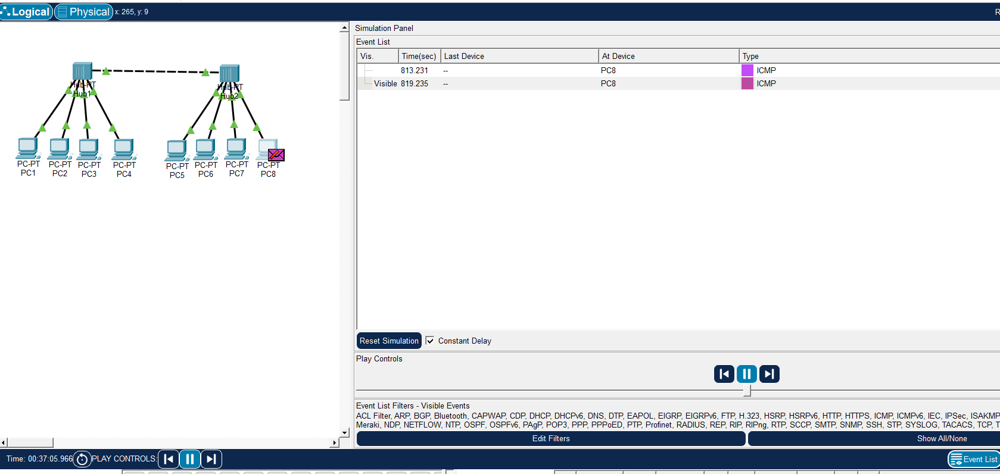 Logical Physical x: 265, y: 9 R
Simulation Panel
Event List
Vis. Time(sec) Last Device At Device Type
813.231 -- PC8 ICMP
Visible 819.235 -- PC8 ICMP
Hub-PT
Hub1
Hub-PT
Hub2
PC-PT
PC1
PC-PT
PC2
PC-PT
PC3
PC-PT
PC4
PC-PT
PC5
PC-PT
PC6
PC-PT
PC7
PC-PT
PC8
Reset Simulation Constant Delay
Play Controls
Event List Filters - Visible Events
ACL Filter, ARP, BGP, Bluetooth, CAPWAP, CDP, DHCP, DHCPv6, DNS, DTP, EAPOL, EIGRP, EIGRPv6, FTP, H.323, HSRP, HSRPv6, HTTP, HTTPS, ICMP, ICMPv6, IEC, IPSec, ISAKMP
Meraki, NDP, NETFLOW, NTP, OSPF, OSPFv6, PAgP, POP3, PPP, PPPoED, PTP, Profinet, RADIUS, REP, RIP, RIPng, RTP, SCCP, SMTP, SNMP, SSH, STP, SYSLOG, TACACS, TCP, T
Edit Filters Show All/None
Time: 00:37:05.966 PLAY CONTROLS: Event List